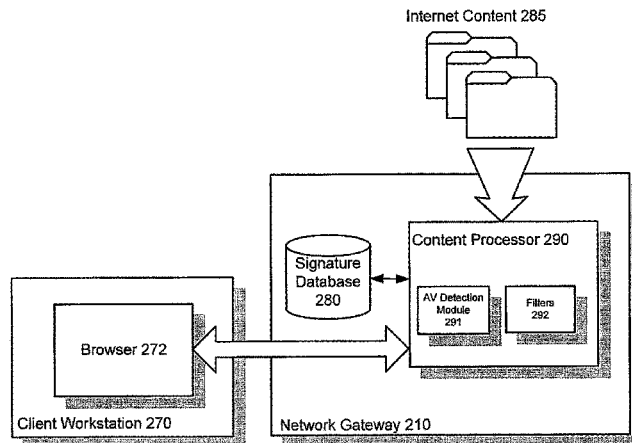 Internet Content 285
Content Processor 290
Signature
Database
280
AV Detection
Module
291
Filters
292
Browser 272
Client Workstation 270
Network Gateway 210